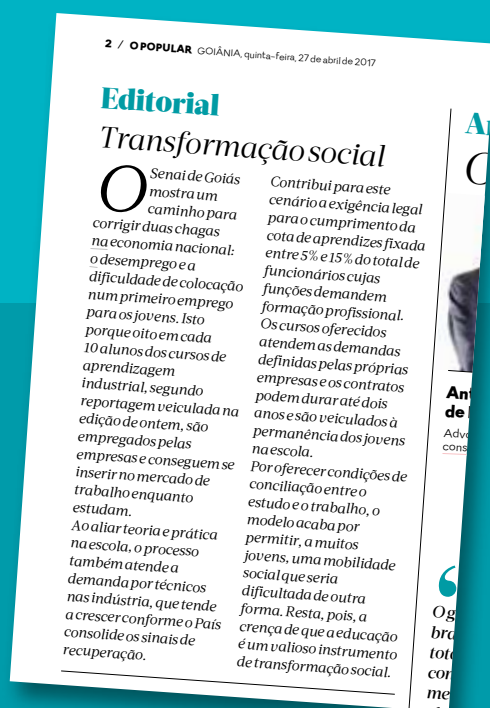 2 / O POPULAR GOIÂNIA, quinta-feira, 27 de abril de 2017
Editorial
Transformação social
O Senai de Goiás
mostra um
caminho para
corrigir duas chagas
na economia nacional:
o desemprego e a
dificuldade de colocação
num primeiro emprego
para os jovens. Isto
porque oito em cada
10 alunos dos cursos de
aprendizagem
industrial, segundo
reportagem veiculada na
edição de ontem, são
empregados pelas
empresas e conseguem se
inserir no mercado de
trabalho enquanto
estudam.
Ao aliar teoria e prática
na escola, o processo
também atende a
demanda por técnicos
nas indústria, que tende
a crescer conforme o País
consolide os sinais de
recuperação.
Contribui para este
cenário a exigência legal
para o cumprimento da
cota de aprendizes fixada
entre 5% e 15% do total de
funcionários cujas
funções demandem
formação profissional.
Os cursos oferecidos
atendem as demandas
definidas pelas próprias
empresas e os contratos
podem durar até dois
anos e são veiculados à
permanência dos jovens
na escola.
Por oferecer condições de
conciliação entre o
estudo e o trabalho, o
modelo acaba por
permitir, a muitos
jovens, uma mobilidade
social que seria
dificultada de outra
forma. Resta, pois, a
crença de que a educação
é um valioso instrumento
de transformação social.
Ant
de
Adv
cons
O g
bra
tot
con
me